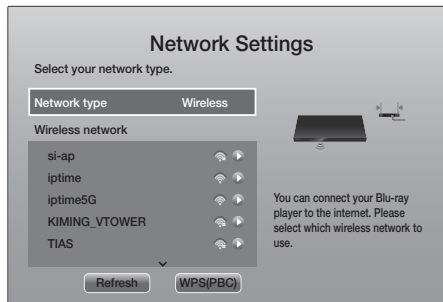 Network Settings
Select your network type.
Network type Wireless
Wireless network
si-ap
iptime
iptime5G
KIMING_VTOWER
TIAS
You can connect your Blu-ray
player to the internet. Please
select which wireless network to
use.
Refresh WPS(PBC)